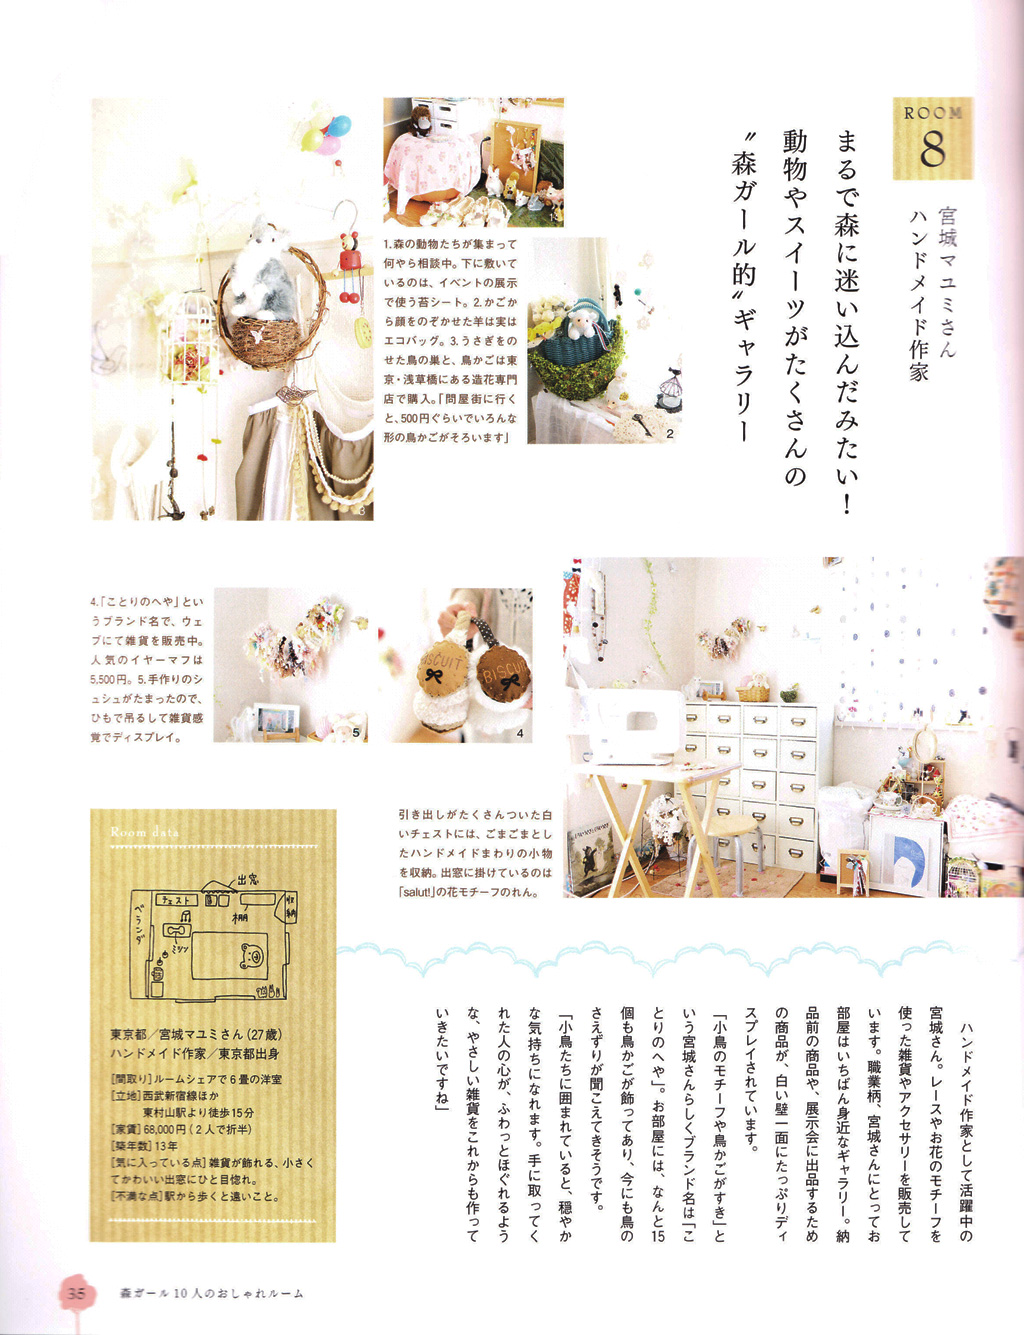 ROOM
8
宮城マユミさん
ハンドメイド作家
まるで森に迷い込んだみたい！
動物やスイーツがたくさんの
〝森ガール的〟ギャラリー
1
1.森の動物たちが集まって
何やら相談中。下に敷いて
いるのは、イベントの展示
で使う苔シート。2.かごか
ら顔をのぞかせた羊は実は
エコバッグ。3.うさぎをの
せた鳥の巣と、鳥かごは東
京・浅草橋にある造花専門
店で購入。「問屋街に行く
と、500円ぐらいでいろんな
形の鳥かごがそろいます」
2
3
4.「ことりのへや」とい
うブランド名で、ウェ
ブにて雑貨を販売中。
人気のイヤーマフは
5,500円。5.手作りのシ
ュシュがたまったので、
ひもで吊るして雑貨感
覚でディスプレイ。
5
BISCUIT
BISCUIT
4
引き出しがたくさんついた白
いチェストには、こまごまとし
たハンドメイドまわりの小物
を収納。出窓に掛けているのは
「salut!」の花モチーフのれん。
Room data
出窓
チェスト
棚
収納
ベランダ
ミシン
東京都／宮城マユミさん（27歳）
ハンドメイド作家／東京都出身
[間取り]ルームシェアで6畳の洋室
[立地]西武新宿線ほか
東村山駅より徒歩15分
[家賃]68,000円（2人で折半）
[築年数]13年
[気に入っている点]雑貨が飾れる、小さく
てかわいい出窓にひと目惚れ。
[不満な点]駅から歩くと遠いこと。
ハンドメイド作家として活躍中の
宮城さん。レースやお花のモチーフを
使った雑貨やアクセサリーを販売して
います。職業柄、宮城さんにとってお
部屋はいちばん身近なギャラリー。納
品前の商品や、展示会に出品するため
の商品が、白い壁一面にたっぷりディ
スプレイされています。
「小鳥のモチーフや鳥かごがすき」と
いう宮城さんらしくブランド名は「こ
とりのへや」。お部屋には、なんと15
個も鳥かごが飾ってあり、今にも鳥の
さえずりが聞こえてきそうです。
「小鳥たちに囲まれていると、穏やか
な気持ちになれます。手に取ってく
れた人の心が、ふわっとほぐれるよう
な、やさしい雑貨をこれからも作って
いきたいですね」
35
森ガール10人のおしゃれルーム